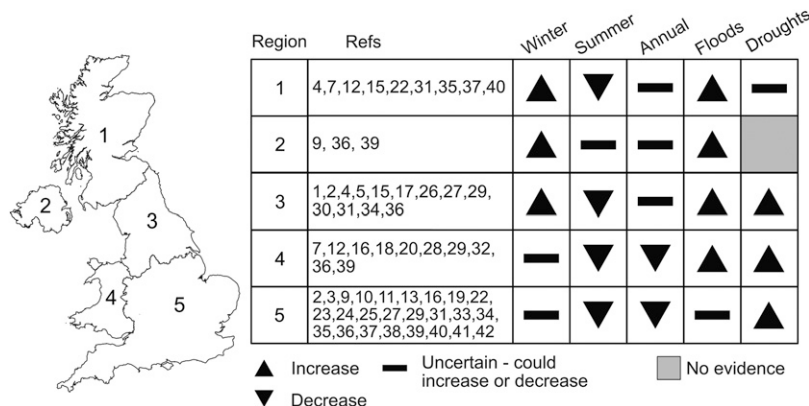 Region Refs Winter Summer Annual Floods Droughts
1 4,7,12,15,22,31,35,37,40
2 9, 36, 39
3 1,2,4,5,15,17,26,27,29,
30,31,34,36
4 7,12,16,18,20,28,29,32,
36,39
5 2,3,9,10,11,13,16,19,22,
23,24,25,27,29,31,33,34,
35,36,37,38,39,40,41,42
1
2
3
4
5
Increase
Decrease
Uncertain - could
increase or decrease
No evidence